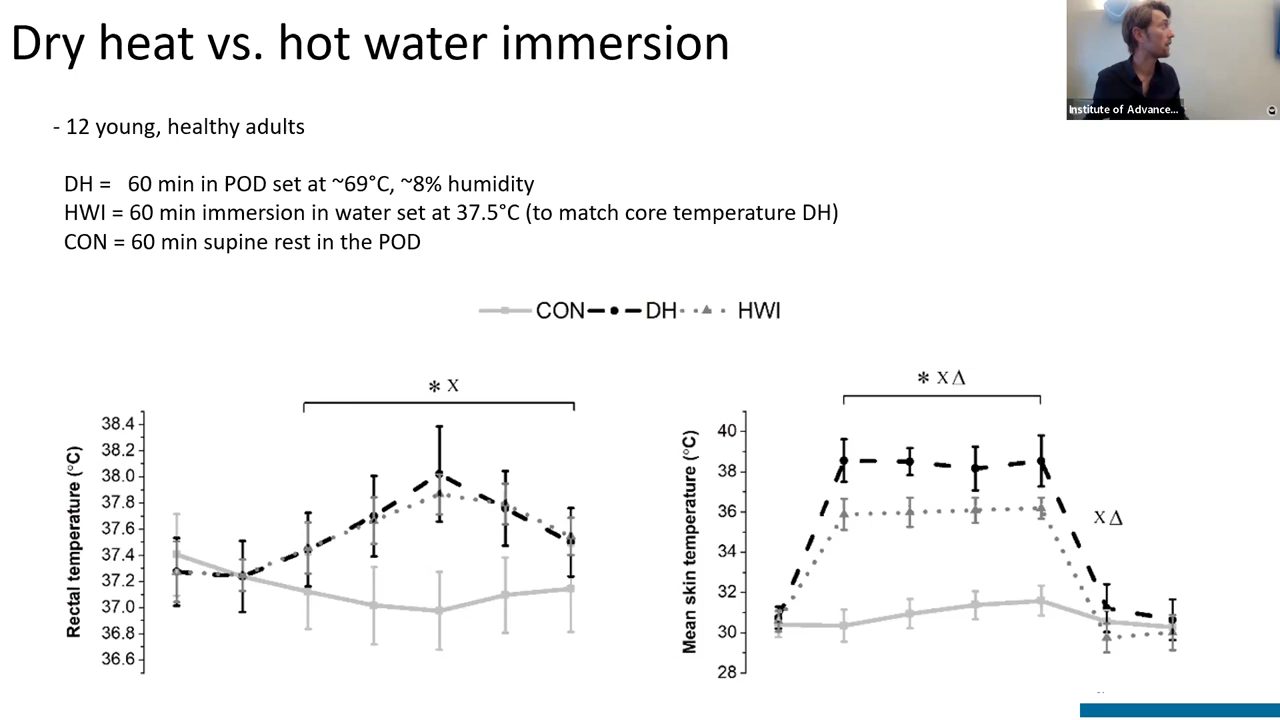 Dry heat vs. hot water immersion
Institute of Advance...
- 12 young, healthy adults
DH = 60 min in POD set at ~69°C, ~8% humidity
HWI = 60 min immersion in water set at 37.5°C (to match core temperature DH)
CON = 60 min supine rest in the POD
CON DH HWI
* X
Rectal temperature (°C)
38.4
38.2
38.0
37.8
37.6
37.4
37.2
37.0
36.8
36.6
* X Δ
Mean skin temperature (°C)
40
38
36
34
32
30
28
X Δ